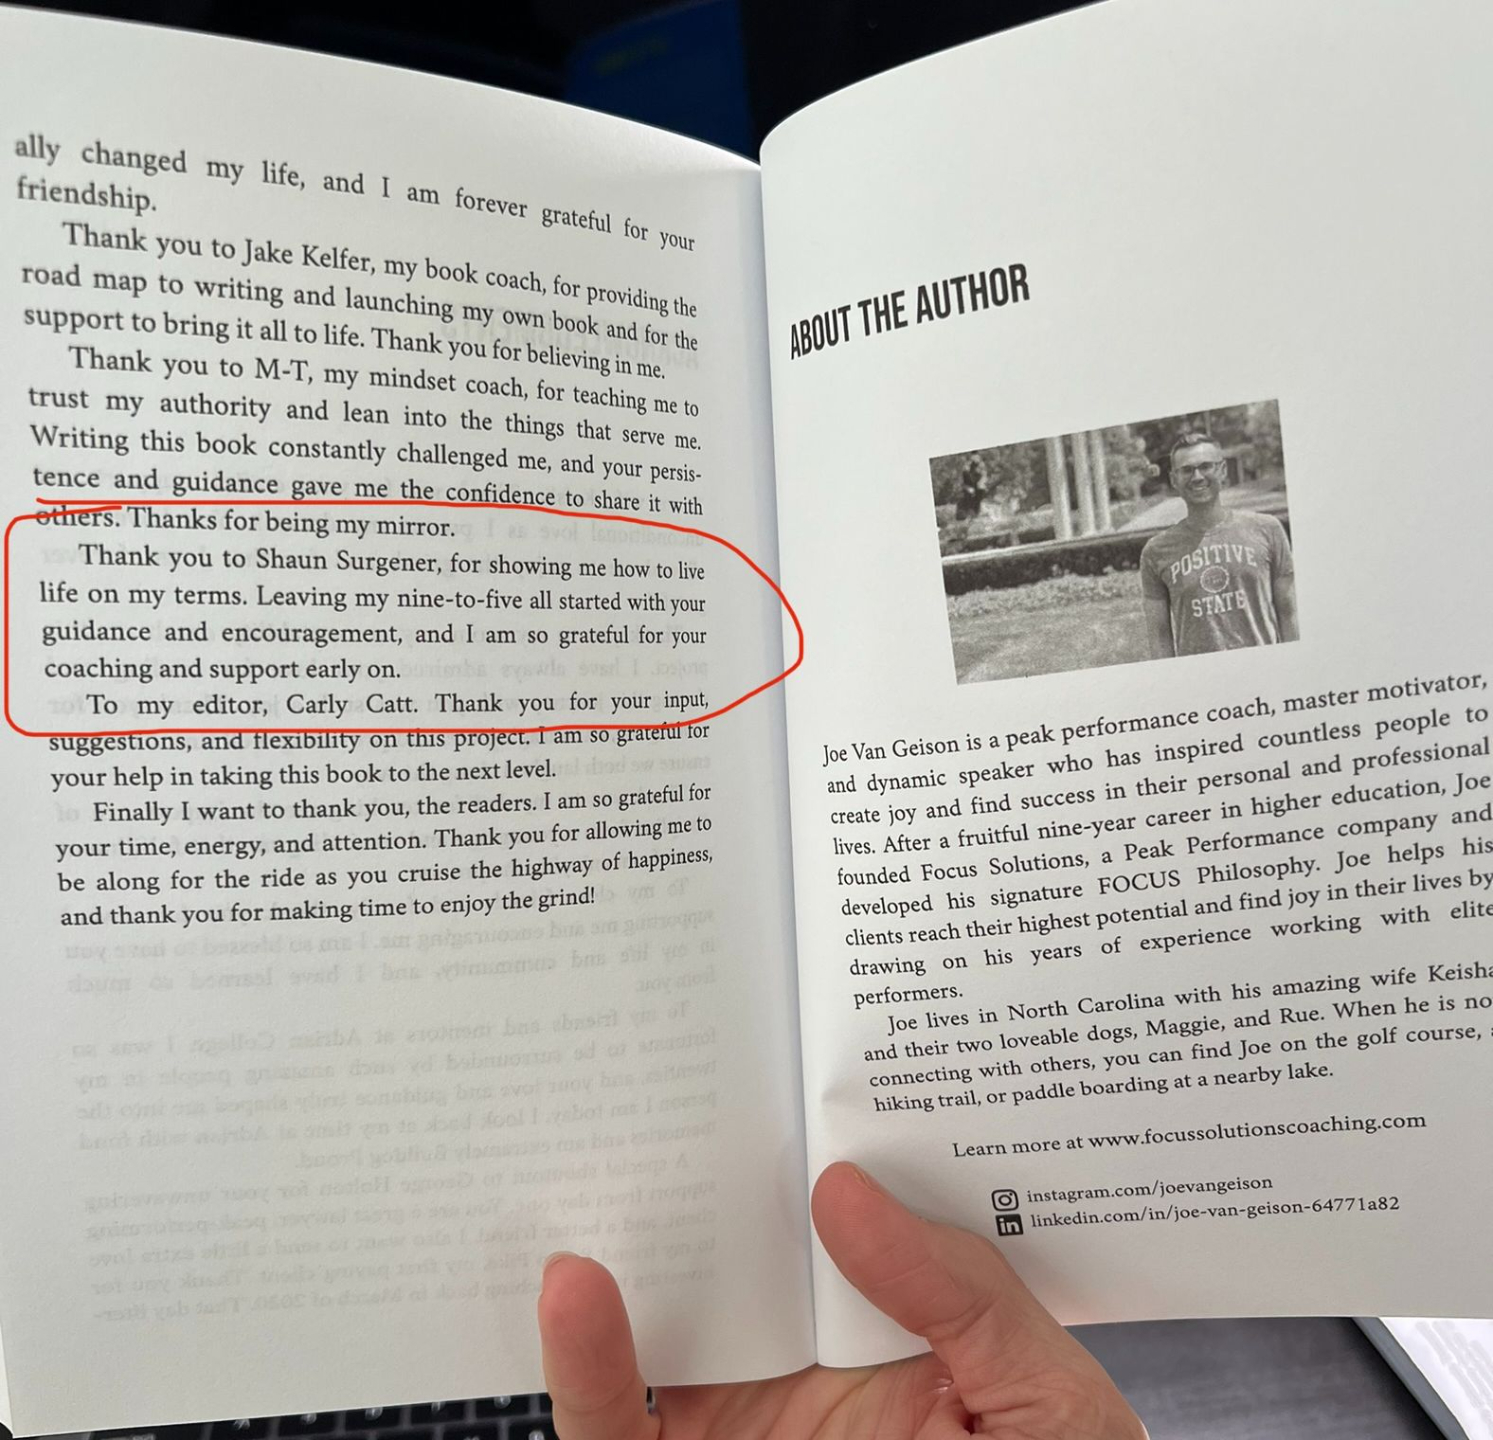 ally changed my life, and I am forever grateful for your
friendship.
Thank you to Jake Kelfer, my book coach, for providing the
road map to writing and launching my own book and for the
support to bring it all to life. Thank you for believing in me.
Thank you to M-T, my mindset coach, for teaching me to
trust my authority and lean into the things that serve me.
Writing this book constantly challenged me, and your persis-
tence and guidance gave me the confidence to share it with
others. Thanks for being my mirror.
Thank you to Shaun Surgener, for showing me how to live
life on my terms. Leaving my nine-to-five all started with your
guidance and encouragement, and I am so grateful for your
coaching and support early on.
To my editor, Carly Catt. Thank you for your input,
suggestions, and flexibility on this project. I am so grateful for
your help in taking this book to the next level.
Finally I want to thank you, the readers. I am so grateful for
your time, energy, and attention. Thank you for allowing me to
be along for the ride as you cruise the highway of happiness,
and thank you for making time to enjoy the grind!
ABOUT THE AUTHOR
POSITIVE
STATE
Joe Van Geison is a peak performance coach, master motivator,
and dynamic speaker who has inspired countless people to
create joy and find success in their personal and professional
lives. After a fruitful nine-year career in higher education, Joe
founded Focus Solutions, a Peak Performance company and
developed his signature FOCUS Philosophy. Joe helps his
clients reach their highest potential and find joy in their lives by
drawing on his years of experience working with elite
performers.
Joe lives in North Carolina with his amazing wife Keisha
and their two loveable dogs, Maggie, and Rue. When he is no
connecting with others, you can find Joe on the golf course, a
hiking trail, or paddle boarding at a nearby lake.
Learn more at www.focussolutionscoaching.com
instagram.com/joevangeison
in linkedin.com/in/joe-van-geison-64771a82